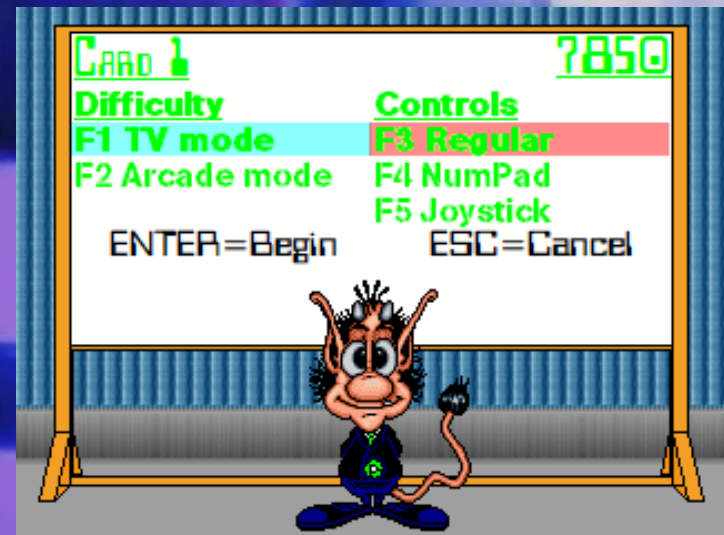 CARD 1 7850
Difficulty Controls
F1 TV mode F3 Regular
F2 Arcade mode F4 NumPad
F5 Joystick
ENTER=Begin ESC=Cancel